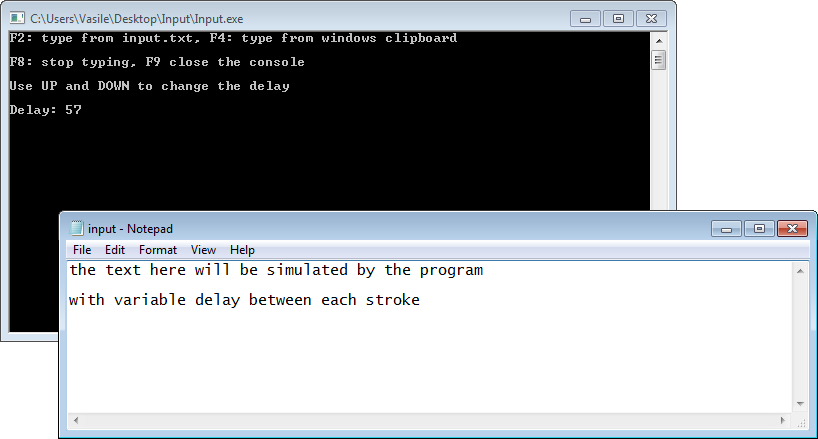 C:\Users\Vasile\Desktop\Input\Input.exe
F2: type from input.txt, F4: type from windows clipboard
F8: stop typing, F9 close the console
Use UP and DOWN to change the delay
Delay: 57
input - Notepad
File Edit Format View Help
the text here will be simulated by the program
with variable delay between each stroke